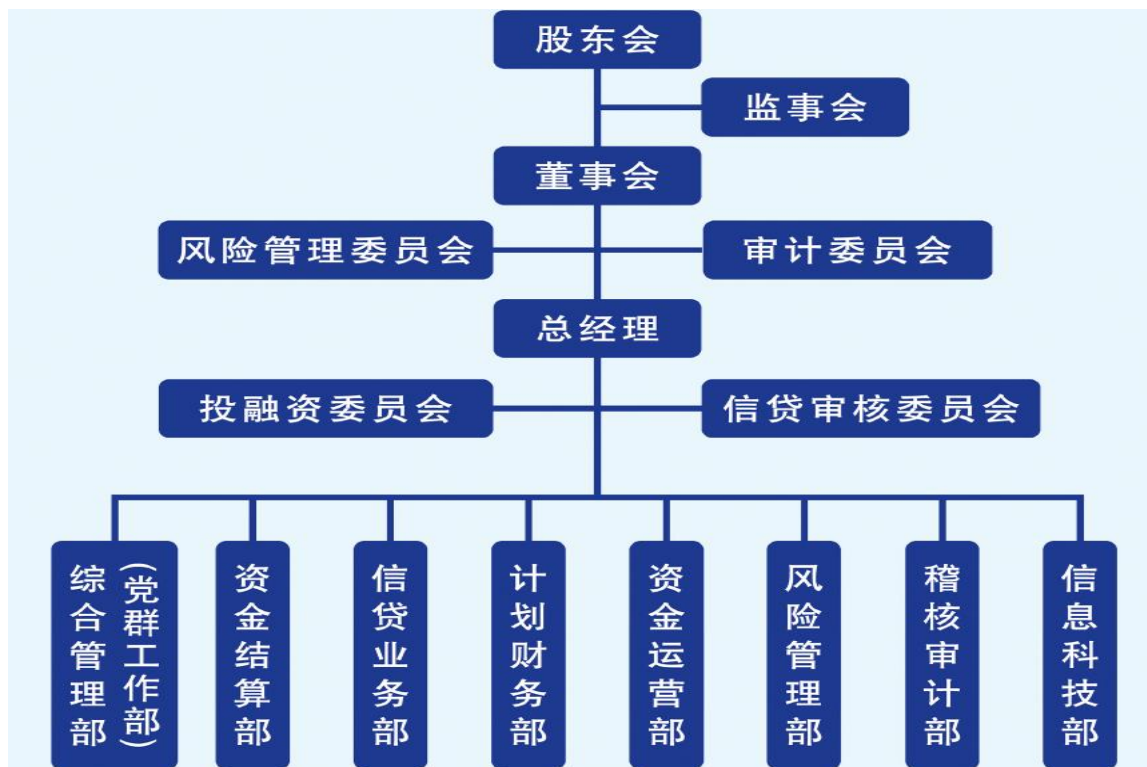 股东会
监事会
董事会
风险管理委员会
审计委员会
总经理
投融资委员会
信贷审核委员会
综合管理部
(党群工作部)
资金结算部
信贷业务部
计划财务部
资金运营部
风险管理部
稽核审计部
信息科技部